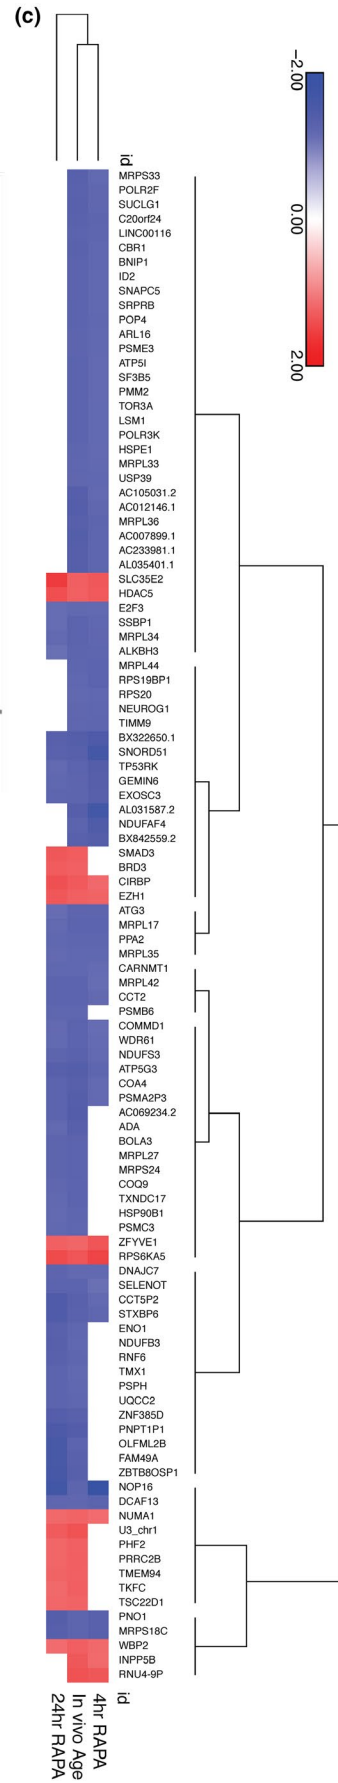 (c)
-2.00
0.00
2.00
id
MRPS33
POLR2F
SUCLG1
C20orf24
LINC00116
CBR1
BNIP1
ID2
SNAPC5
SRPRB
POP4
ARL16
PSME3
ATP5I
SF3B5
PMM2
TOR3A
LSM1
POLR3K
HSPE1
MRPL33
USP39
AC105031.2
AC012146.1
MRPL36
AC007899.1
AC233981.1
AL035401.1
SLC35E2
HDAC5
E2F3
SSBP1
MRPL34
ALKBH3
MRPL44
RPS19BP1
RPS20
NEUROG1
TIMM9
BX322650.1
SNORD51
TP53RK
GEMIN6
EXOSC3
AL031587.2
NDUFAF4
BX842559.2
SMAD3
BRD3
CIRBP
EZH1
ATG3
MRPL17
PPA2
MRPL35
CARNMT1
MRPL42
CCT2
PSMB6
COMMD1
WDR61
NDUFS3
ATP5G3
COA4
PSMA2P3
AC069234.2
ADA
BOLA3
MRPL27
MRPS24
COQ9
TXNDC17
HSP90B1
PSMC3
ZFYVE1
RPS6KA5
DNAJC7
SELENOT
CCT5P2
STXBP6
ENO1
NDUFB3
RNF6
TMX1
PSPH
UQCC2
ZNF385D
PNPT1P1
OLFML2B
FAM49A
ZBTB8OSP1
NOP16
DCAF13
NUMA1
U3_chr1
PHF2
PRRC2B
TMEM94
TKFC
TSC22D1
PNO1
MRPS18C
WBP2
INPP5B
RNU4-9P
id
4hr RAPA
In vivo Age
24hr RAPA